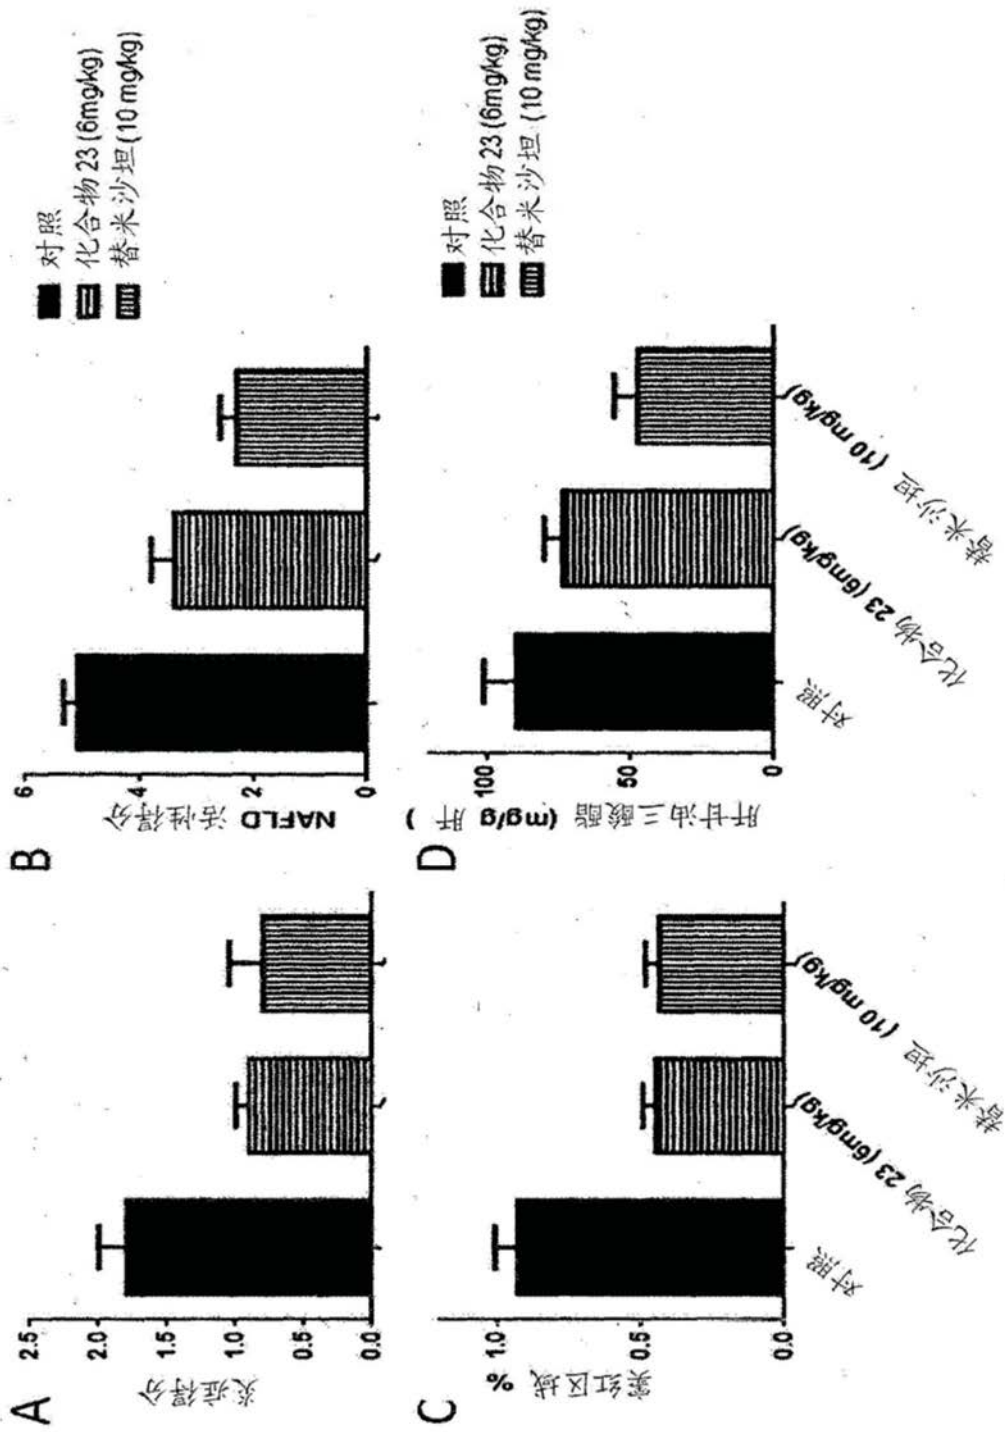 A
炎症得分
2.5
2.0
1.5
1.0
0.5
0.0
B
NAFLD 活性得分
6
4
2
0
对照
化合物 23 (6mg/kg)
替米沙坦 (10 mg/kg)
C
天狼猩红区域 %
1.0
0.5
0.0
对照
化合物 23 (6mg/kg)
替米沙坦 (10 mg/kg)
D
肝甘油三酸酯 (mg/g 肝)
100
50
0
对照
化合物 23 (6mg/kg)
替米沙坦 (10 mg/kg)
对照
化合物 23 (6mg/kg)
替米沙坦 (10 mg/kg)